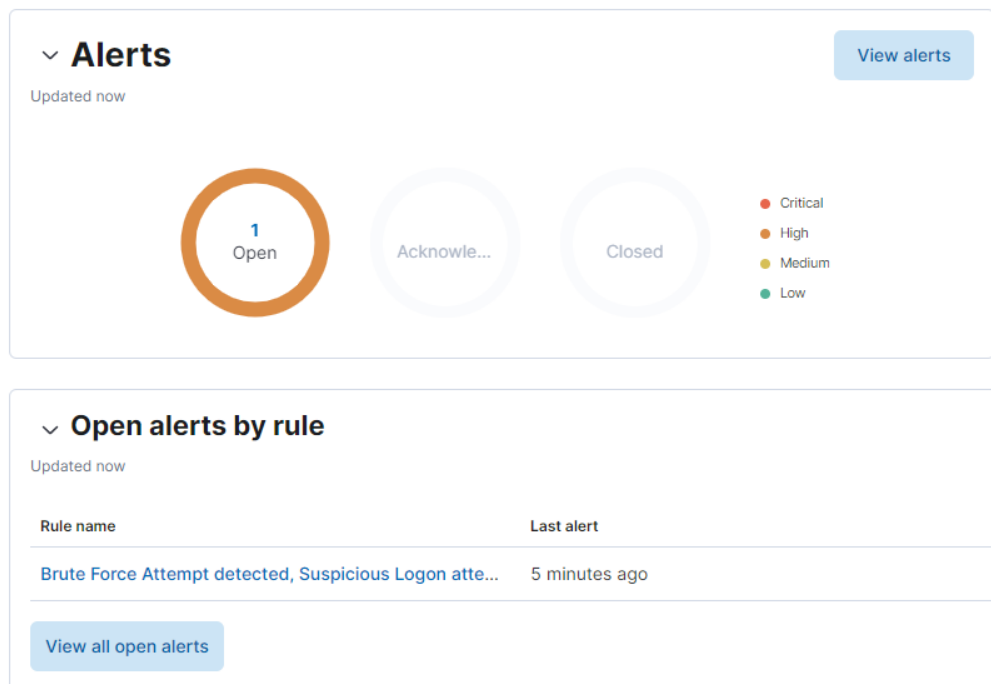 Alerts
View alerts
Updated now
1
Open
Acknowle...
Closed
Critical
High
Medium
Low
Open alerts by rule
Updated now
Rule name Last alert
Brute Force Attempt detected, Suspicious Logon atte... 5 minutes ago
View all open alerts